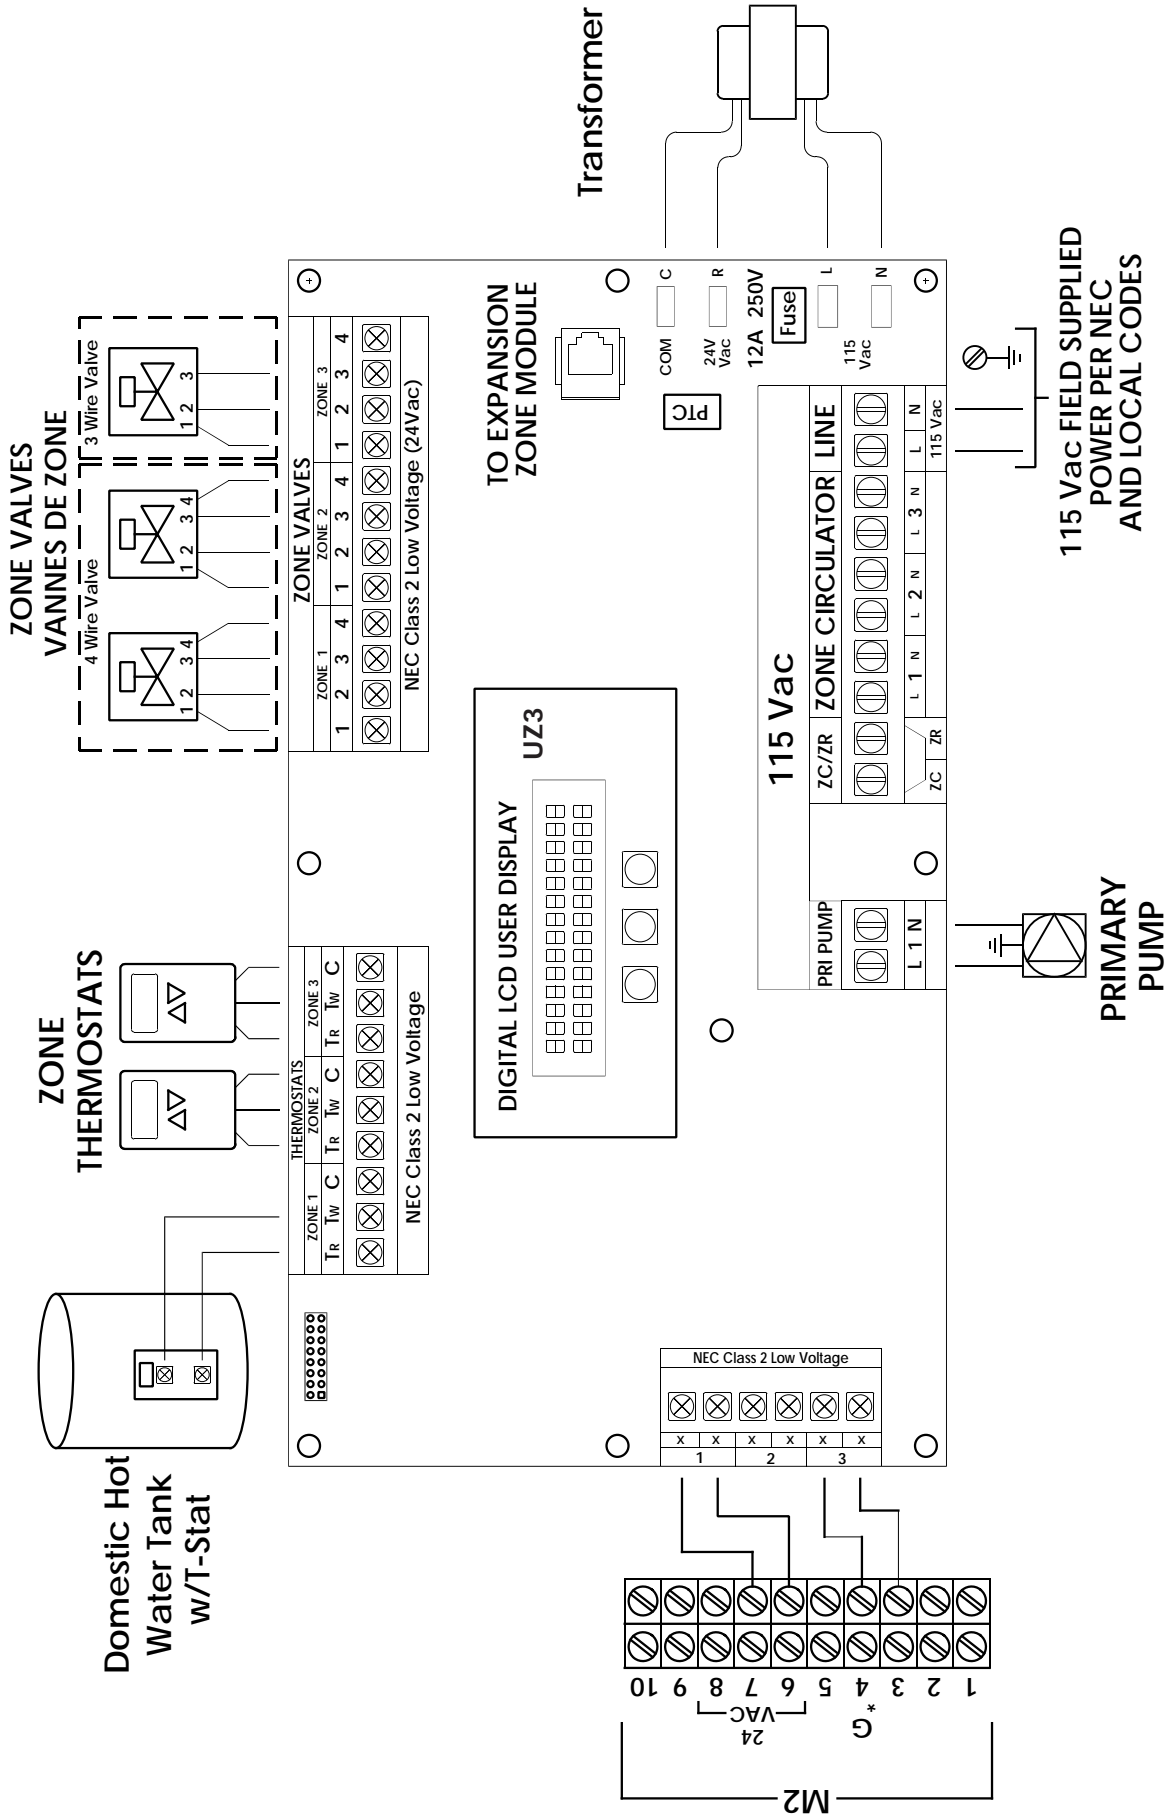 ZONE VALVES
VANNES DE ZONE
4 Wire Valve
3 Wire Valve
1 2 3 4
1 2 3 4
1 2 3
ZONE VALVES
ZONE 1
ZONE 2
ZONE 3
1 2 3 4 1 2 3 4 1 2 3 4
NEC Class 2 Low Voltage (24Vac)
ZONE
THERMOSTATS
THERMOSTATS
ZONE 1
ZONE 2
ZONE 3
TR TW C TR TW C TR TW C
NEC Class 2 Low Voltage
Domestic Hot
Water Tank
w/T-Stat
DIGITAL LCD USER DISPLAY
UZ3
TO EXPANSION
ZONE MODULE
Transformer
COM
C
24V
Vac
R
12A 250V
Fuse
PTC
115
Vac
L
N
115 Vac
PRI PUMP
ZC/ZR
ZONE CIRCULATOR
LINE
L 1 N
ZC
ZR
L 1 N
L 2 N
L 3 N
L N
115 Vac
PRIMARY
PUMP
115 Vac FIELD SUPPLIED
POWER PER NEC
AND LOCAL CODES
NEC Class 2 Low Voltage
X X X X X X
1 2 3
10 9 8 7 6 5 4 3 2 1
24
VAC
G*
M2